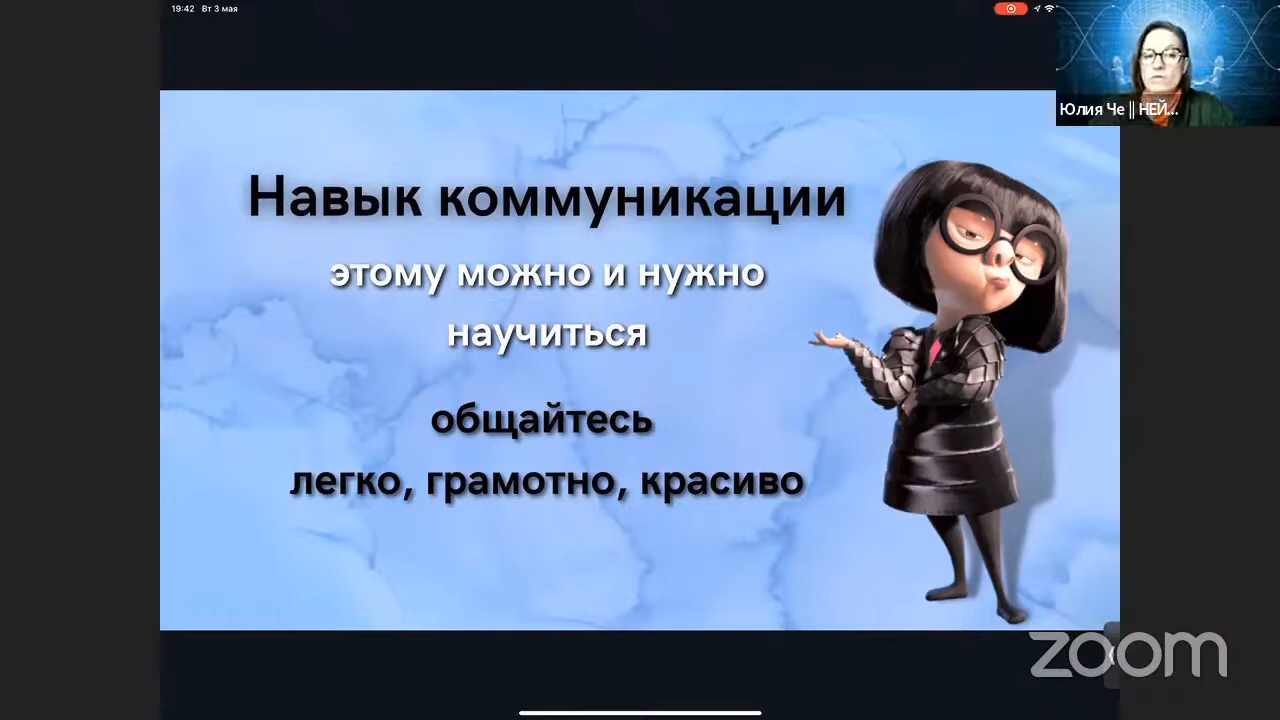 19:42 Вт 3 мая
Юлия Че || НЕЙ...
Навык коммуникации
этому можно и нужно
научиться
общайтесь
легко, грамотно, красиво
zoom